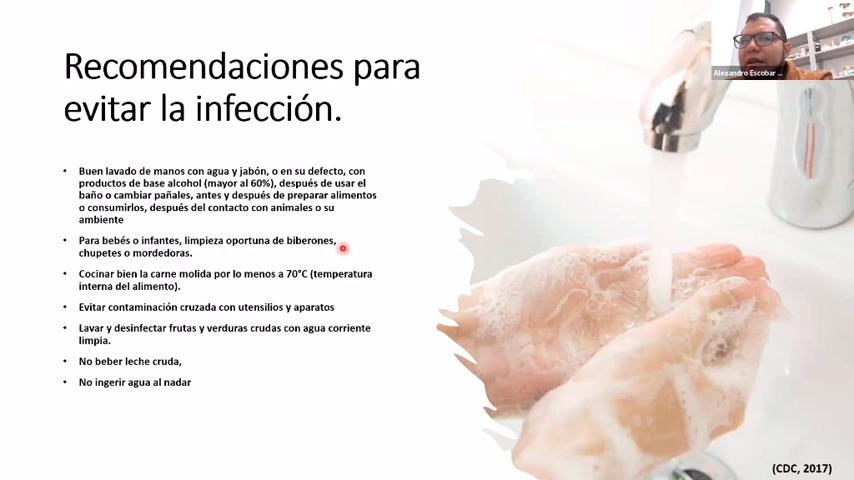 Recomendaciones para
evitar la infección.
Alexandro Escobar ...
• Buen lavado de manos con agua y jabón, o en su defecto, con
productos de base alcohol (mayor al 60%), después de usar el
baño o cambiar pañales, antes y después de preparar alimentos
o consumirlos, después del contacto con animales o su
ambiente
• Para bebés o infantes, limpieza oportuna de biberones,
chupetes o mordedoras.
• Cocinar bien la carne molida por lo menos a 70°C (temperatura
interna del alimento).
• Evitar contaminación cruzada con utensilios y aparatos
• Lavar y desinfectar frutas y verduras crudas con agua corriente
limpia.
• No beber leche cruda,
• No ingerir agua al nadar
(CDC, 2017)